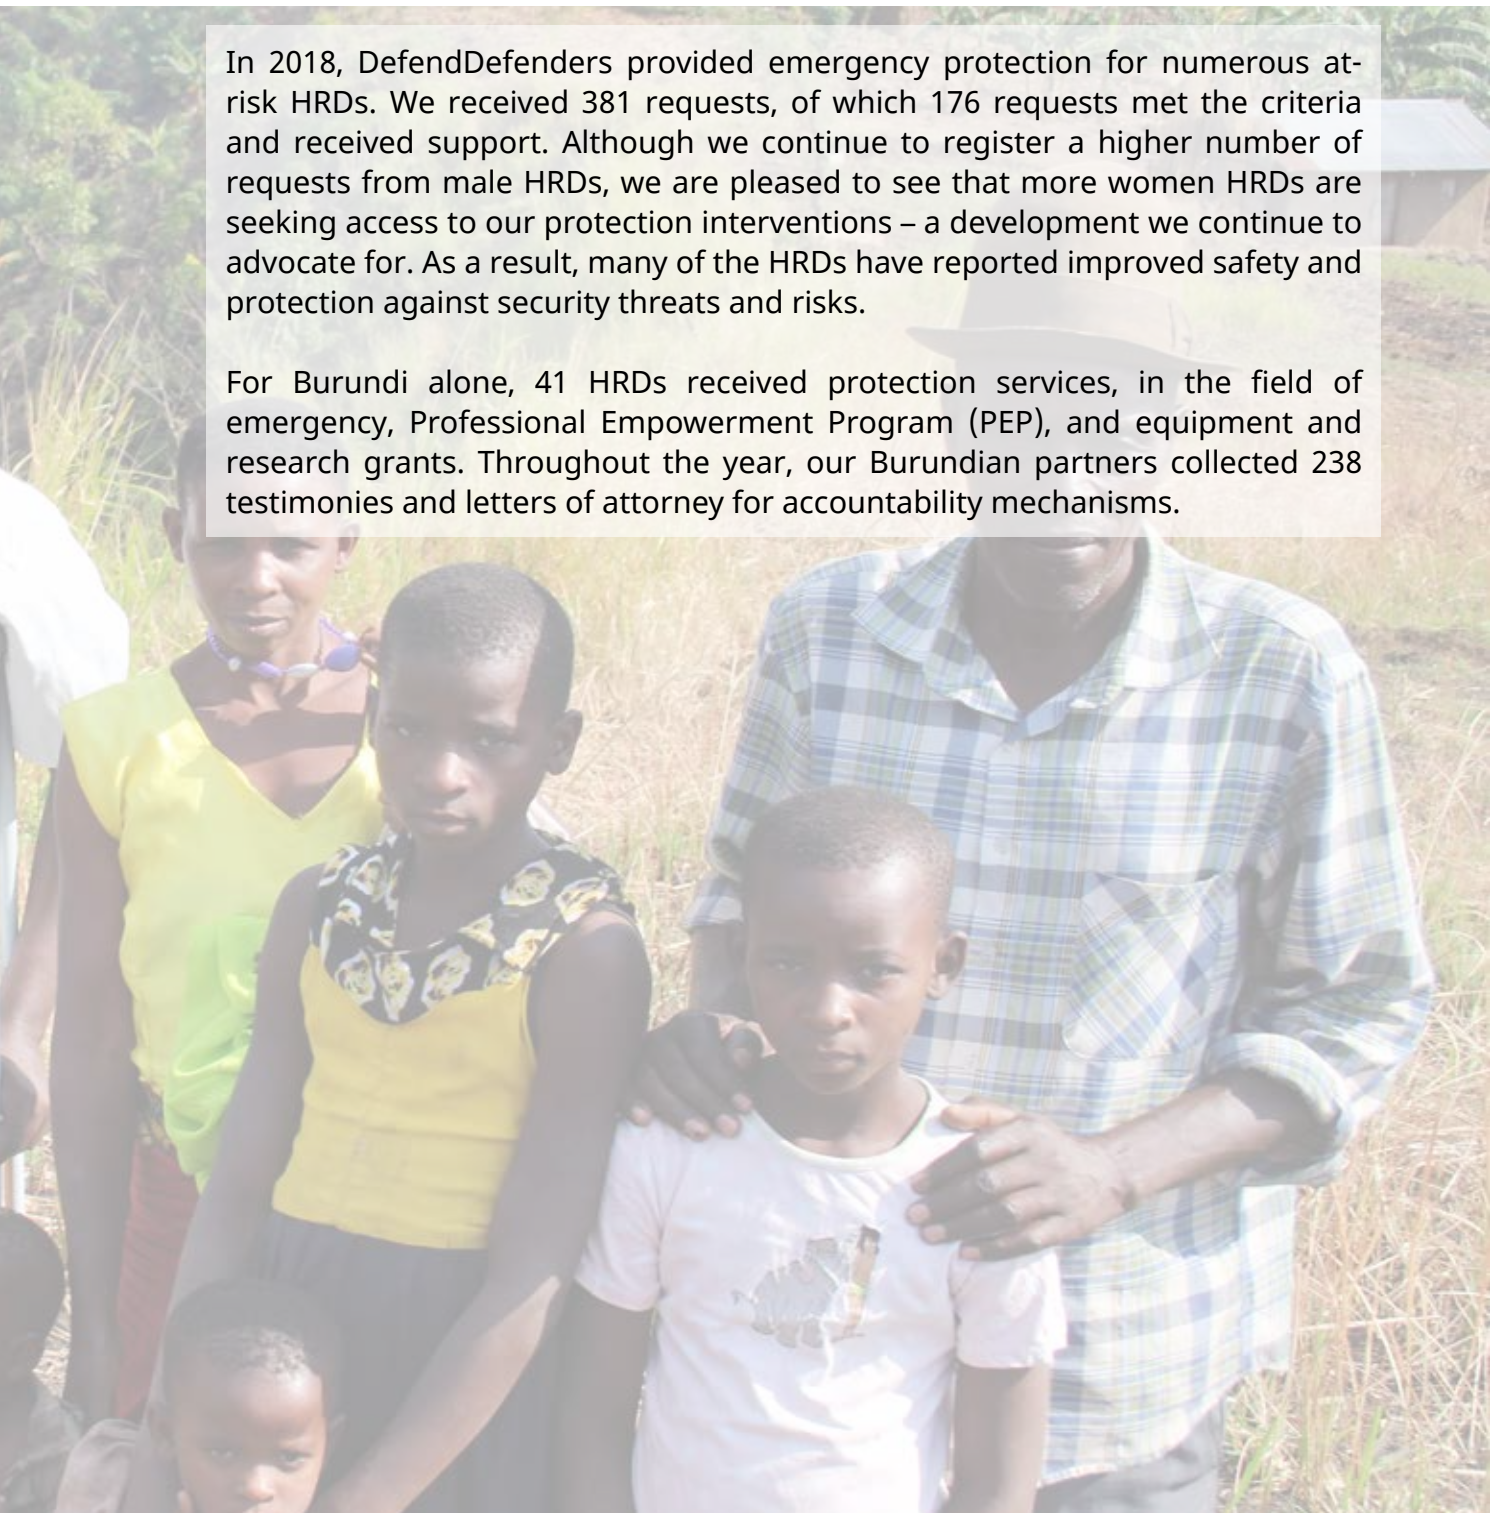 In 2018, DefendDefenders provided emergency protection for numerous at-
risk HRDs. We received 381 requests, of which 176 requests met the criteria
and received support. Although we continue to register a higher number of
requests from male HRDs, we are pleased to see that more women HRDs are
seeking access to our protection interventions – a development we continue to
advocate for. As a result, many of the HRDs have reported improved safety and
protection against security threats and risks.
For Burundi alone, 41 HRDs received protection services, in the field of
emergency, Professional Empowerment Program (PEP), and equipment and
research grants. Throughout the year, our Burundian partners collected 238
testimonies and letters of attorney for accountability mechanisms.